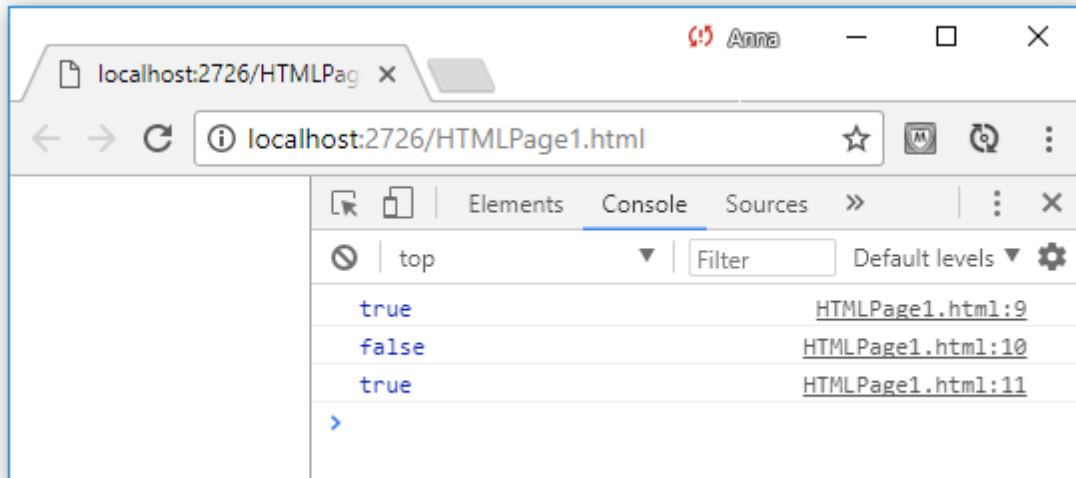 Anna
localhost:2726/HTMLPag
localhost:2726/HTMLPage1.html
Elements Console Sources »
top Filter Default levels
true HTMLPage1.html:9
false HTMLPage1.html:10
true HTMLPage1.html:11